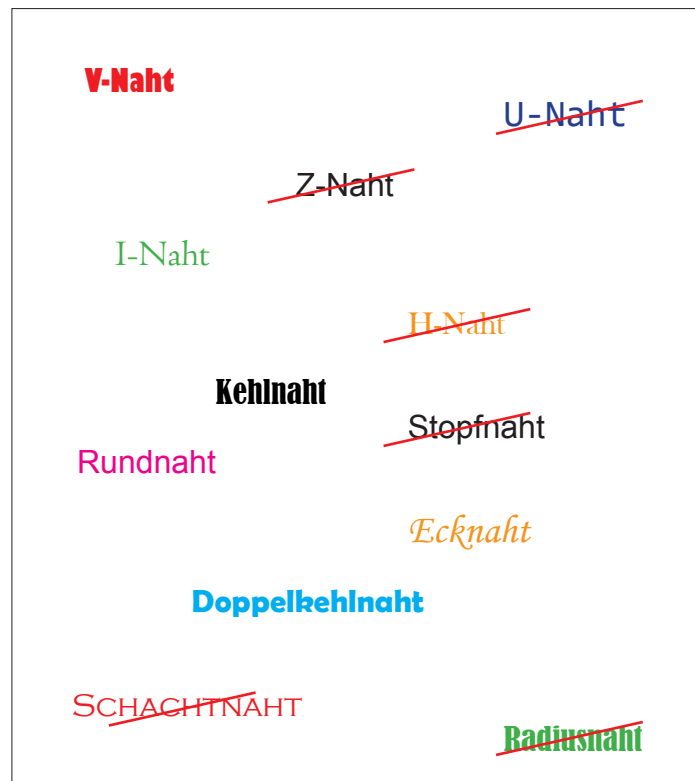 V-Naht
U-Naht
Z-Naht
I-Naht
H-Naht
Kehlnaht
Stopfnaht
Rundnaht
Ecknaht
Doppelkehlnaht
SCHACHTNAHT
Radiusnaht